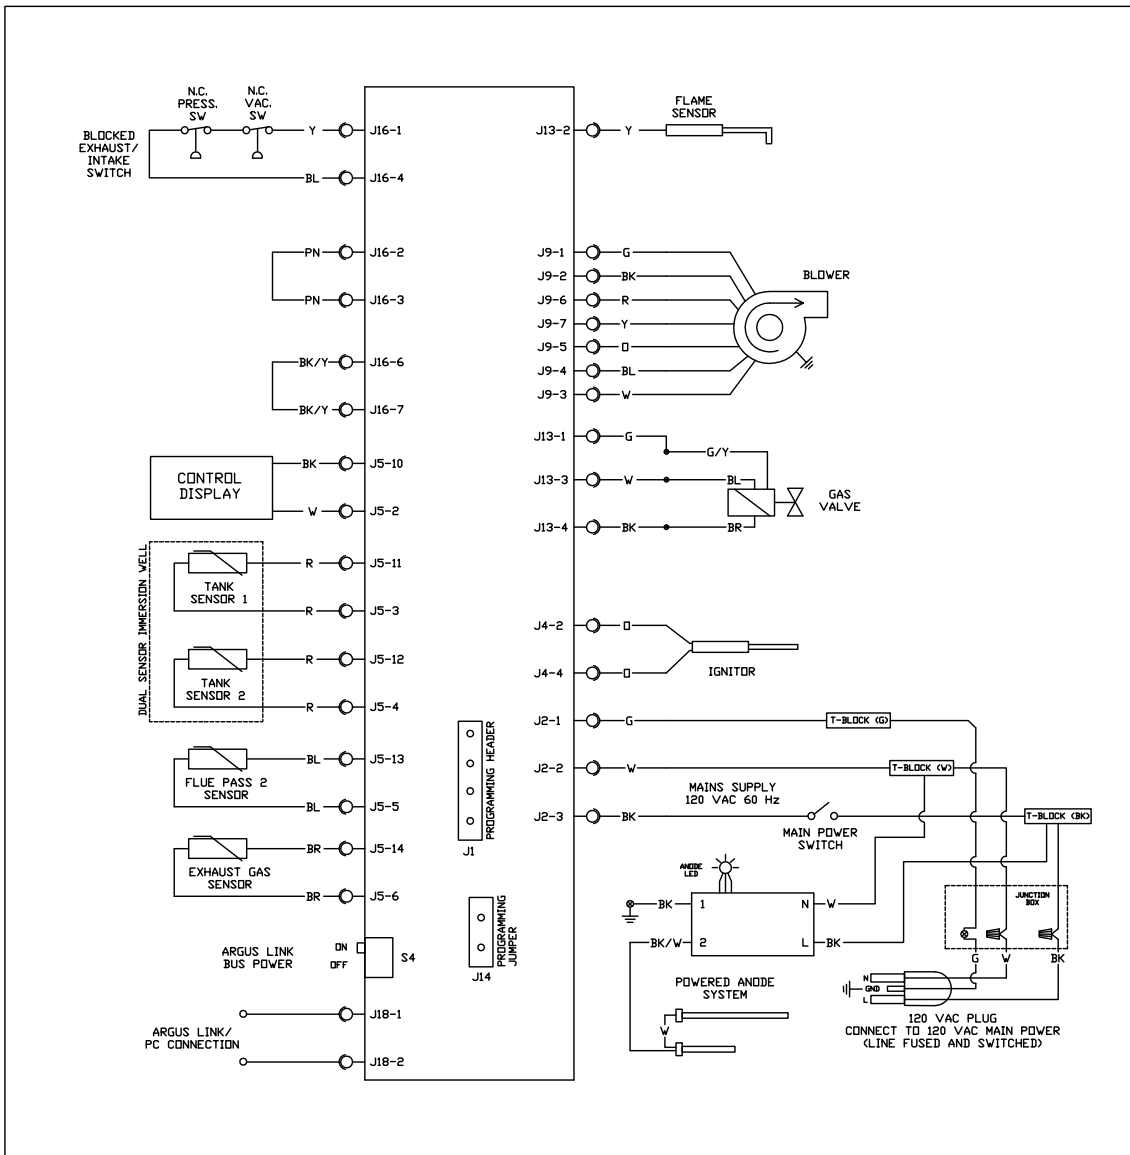 N.C.
PRESS.
SW
N.C.
VAC.
SW
BLOCKED
EXHAUST/
INTAKE
SWITCH
Y
J16-1
BL
J16-4
PN
J16-2
PN
J16-3
BK/Y
J16-6
BK/Y
J16-7
CONTROL
DISPLAY
BK
J5-10
W
J5-2
DUAL SENSOR IMMERSION WELL
TANK
SENSOR 1
R
J5-11
R
J5-3
TANK
SENSOR 2
R
J5-12
R
J5-4
FLUE PASS 2
SENSOR
BL
J5-13
BL
J5-5
EXHAUST GAS
SENSOR
BR
J5-14
BR
J5-6
ARGUS LINK
BUS POWER
ON
OFF
S4
ARGUS LINK/
PC CONNECTION
J18-1
J18-2
PROGRAMMING HEADER
J1
PROGRAMMING
JUMPER
J14
J13-2
Y
FLAME
SENSOR
J9-1
G
J9-2
BK
J9-6
R
J9-7
Y
J9-5
O
J9-4
BL
J9-3
W
BLOWER
J13-1
G
G/Y
J13-3
W
BL
J13-4
BK
BR
GAS
VALVE
J4-2
O
J4-4
O
IGNITOR
J2-1
G
T-BLOCK (G)
J2-2
W
T-BLOCK (W)
MAINS SUPPLY
120 VAC 60 Hz
J2-3
BK
MAIN POWER
SWITCH
T-BLOCK (BK)
ANODE
LED
BK
1
N
W
BK/W
2
L
BK
POWERED ANODE
SYSTEM
W
JUNCTION
BOX
G
W
BK
N
GND
L
120 VAC PLUG
CONNECT TO 120 VAC MAIN POWER
(LINE FUSED AND SWITCHED)